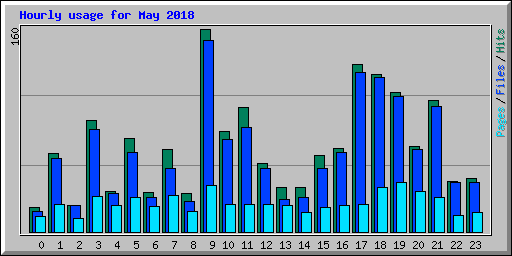 Hourly usage for May 2018
160
Pages/Files/Hits
0 1 2 3 4 5 6 7 8 9 10 11 12 13 14 15 16 17 18 19 20 21 22 23